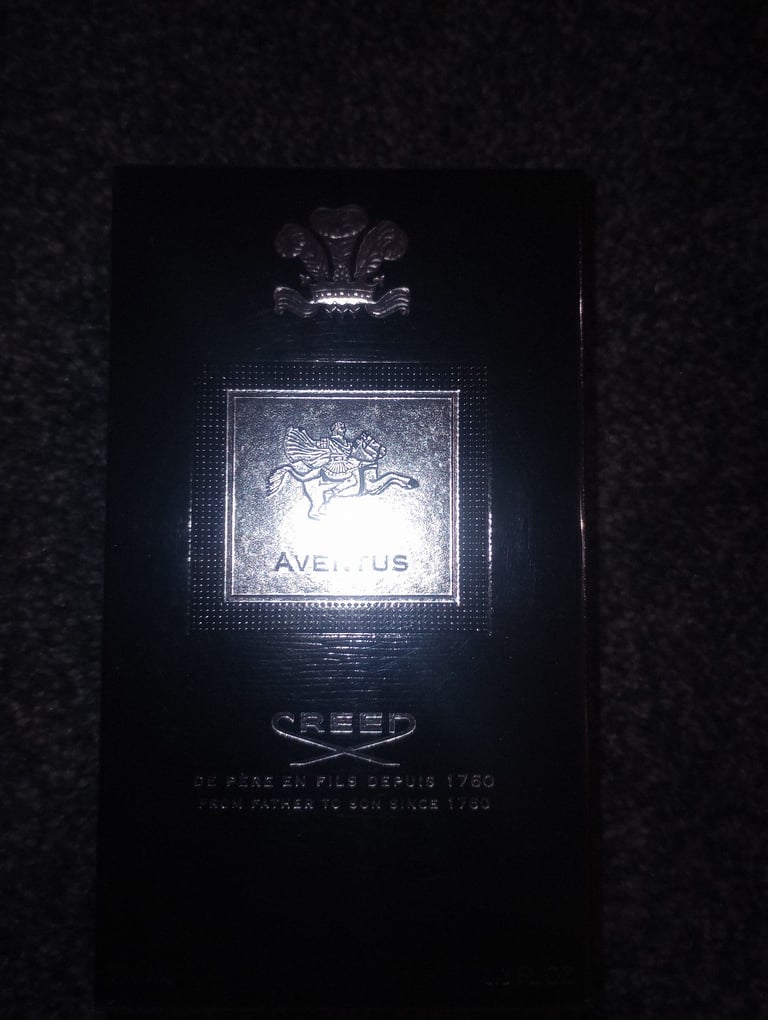 AVENTUS
CREED
DE PÈRE EN FILS DEPUIS 1760
FROM FATHER TO SON SINCE 1760